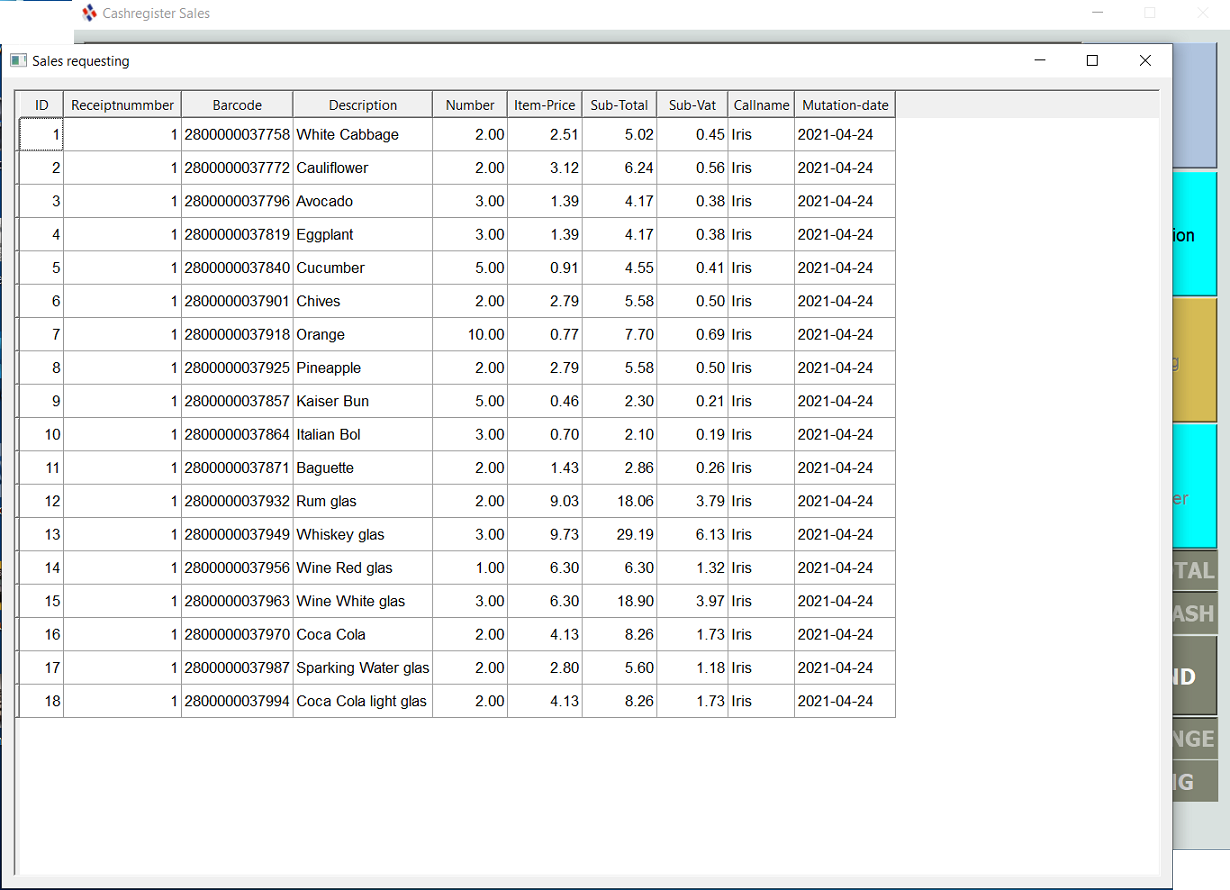 Cashregister Sales
Sales requesting
ID Receiptnummber Barcode Description Number Item-Price Sub-Total Sub-Vat Callname Mutation-date
1 1 2800000037758 White Cabbage 2.00 2.51 5.02 0.45 Iris 2021-04-24
2 1 2800000037772 Cauliflower 2.00 3.12 6.24 0.56 Iris 2021-04-24
3 1 2800000037796 Avocado 3.00 1.39 4.17 0.38 Iris 2021-04-24
4 1 2800000037819 Eggplant 3.00 1.39 4.17 0.38 Iris 2021-04-24
5 1 2800000037840 Cucumber 5.00 0.91 4.55 0.41 Iris 2021-04-24
6 1 2800000037901 Chives 2.00 2.79 5.58 0.50 Iris 2021-04-24
7 1 2800000037918 Orange 10.00 0.77 7.70 0.69 Iris 2021-04-24
8 1 2800000037925 Pineapple 2.00 2.79 5.58 0.50 Iris 2021-04-24
9 1 2800000037857 Kaiser Bun 5.00 0.46 2.30 0.21 Iris 2021-04-24
10 1 2800000037864 Italian Bol 3.00 0.70 2.10 0.19 Iris 2021-04-24
11 1 2800000037871 Baguette 2.00 1.43 2.86 0.26 Iris 2021-04-24
12 1 2800000037932 Rum glas 2.00 9.03 18.06 3.79 Iris 2021-04-24
13 1 2800000037949 Whiskey glas 3.00 9.73 29.19 6.13 Iris 2021-04-24
14 1 2800000037956 Wine Red glas 1.00 6.30 6.30 1.32 Iris 2021-04-24
15 1 2800000037963 Wine White glas 3.00 6.30 18.90 3.97 Iris 2021-04-24
16 1 2800000037970 Coca Cola 2.00 4.13 8.26 1.73 Iris 2021-04-24
17 1 2800000037987 Sparking Water glas 2.00 2.80 5.60 1.18 Iris 2021-04-24
18 1 2800000037994 Coca Cola light glas 2.00 4.13 8.26 1.73 Iris 2021-04-24
ion
g
er
TAL
ASH
ND
NGE
NG